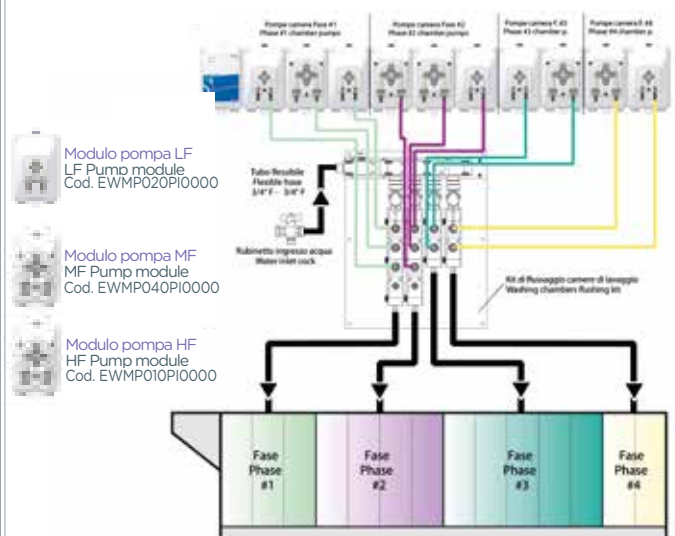 Pompe camera Fase #1
Phase #1 chamber pumps
Pompe camera Fase #2
Phase #2 chamber pumps
Pompe camera F. #3
Phase #3 chamber p.
Pompe camera F. #4
Phase #4 chamber p.
Modulo pompa LF
LF Pump module
Cod. EWMP020PI0000
Modulo pompa MF
MF Pump module
Cod. EWMP040PI0000
Modulo pompa HF
HF Pump module
Cod. EWMP010PI0000
Tubo flessibile
Flexible hose
3/4" F - 3/4" F
Rubinetto ingresso acqua
Water inlet cock
Kit di flussaggio camere di lavaggio
Washing chambers flushing kit
Fase
Phase
#1
Fase
Phase
#2
Fase
Phase
#3
Fase
Phase
#4